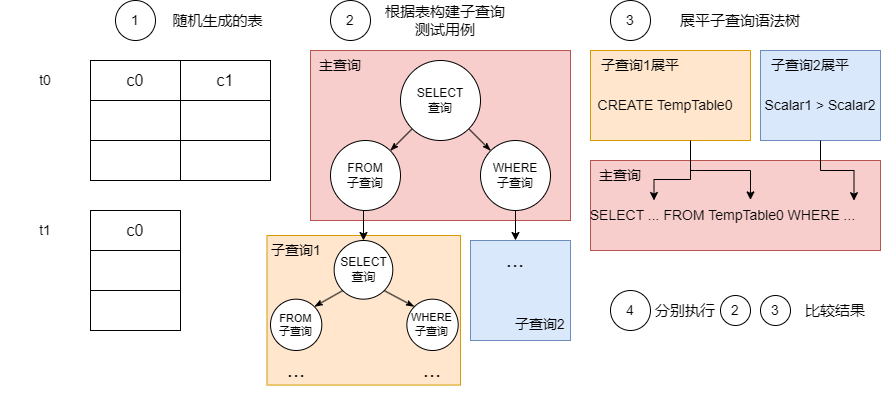 1
随机生成的表
t0
c0
c1
t1
c0
2
根据表构建子查询
测试用例
主查询
SELECT
查询
FROM
子查询
WHERE
子查询
子查询1
SELECT
查询
FROM
子查询
WHERE
子查询
...
...
...
子查询2
3
展平子查询语法树
子查询1展平
CREATE TempTable0
子查询2展平
Scalar1 > Scalar2
主查询
SELECT ... FROM TempTable0 WHERE ...
4
分别执行
2
3
比较结果